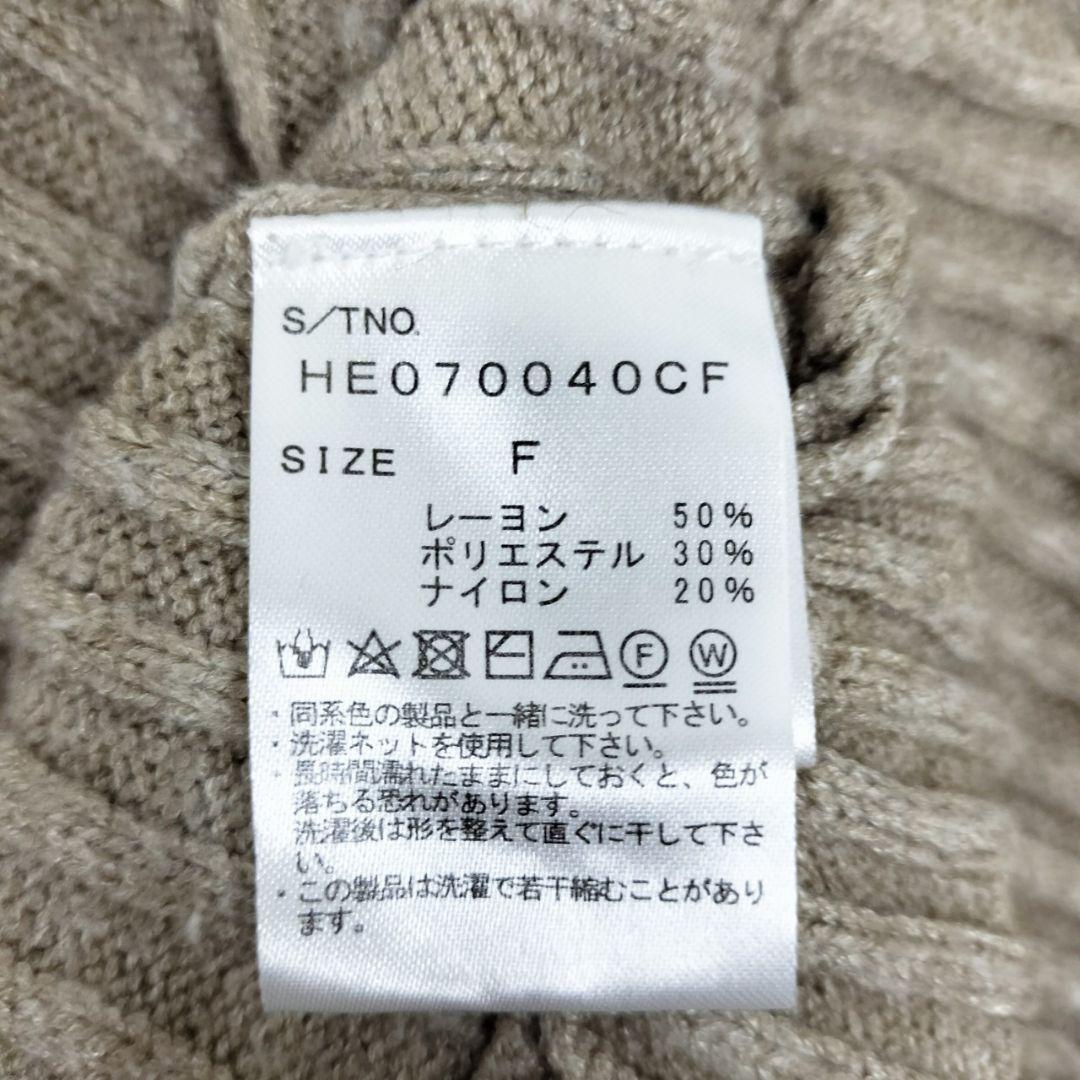 S/TNO.
HE070040CF
SIZE F
レーヨン 50%
ポリエステル 30%
ナイロン 20%
F W
・同系色の製品と一緒に洗って下さい。
・洗濯ネットを使用して下さい。
・長時間濡れたままにしておくと、色が
落ちる恐れがあります。
洗濯後は形を整えて直ぐに干して下さ
い。
・この製品は洗濯で若干縮むことがあり
ます。